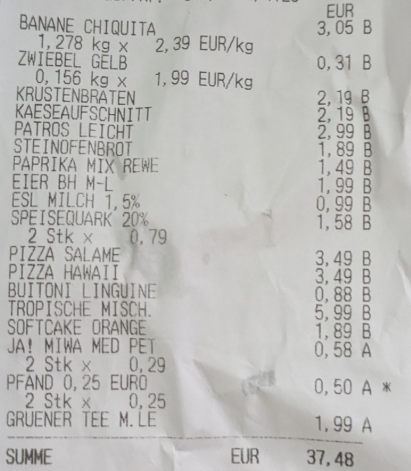 EUR
BANANE CHIQUITA 3,05 B
1,278 kg x 2,39 EUR/kg
ZWIEBEL GELB 0,31 B
0,156 kg x 1,99 EUR/kg
KRUSTENBRATEN 2,19 B
KAESEAUFSCHNITT 2,19 B
PATROS LEICHT 2,99 B
STEINOFENBROT 1,89 B
PAPRIKA MIX REWE 1,49 B
EIER BH M-L 1,99 B
ESL MILCH 1,5% 0,99 B
SPEISEQUARK 20% 1,58 B
2 Stk x 0,79
PIZZA SALAME 3,49 B
PIZZA HAWAII 3,49 B
BUITONI LINGUINE 0,88 B
TROPISCHE MISCH. 5,99 B
SOFTCAKE ORANGE 1,89 B
JA! MIWA MED PET 0,58 A
2 Stk x 0,29
PFAND 0,25 EURO 0,50 A *
2 Stk x 0,25
GRUENER TEE M.LE 1,99 A
SUMME EUR 37,48